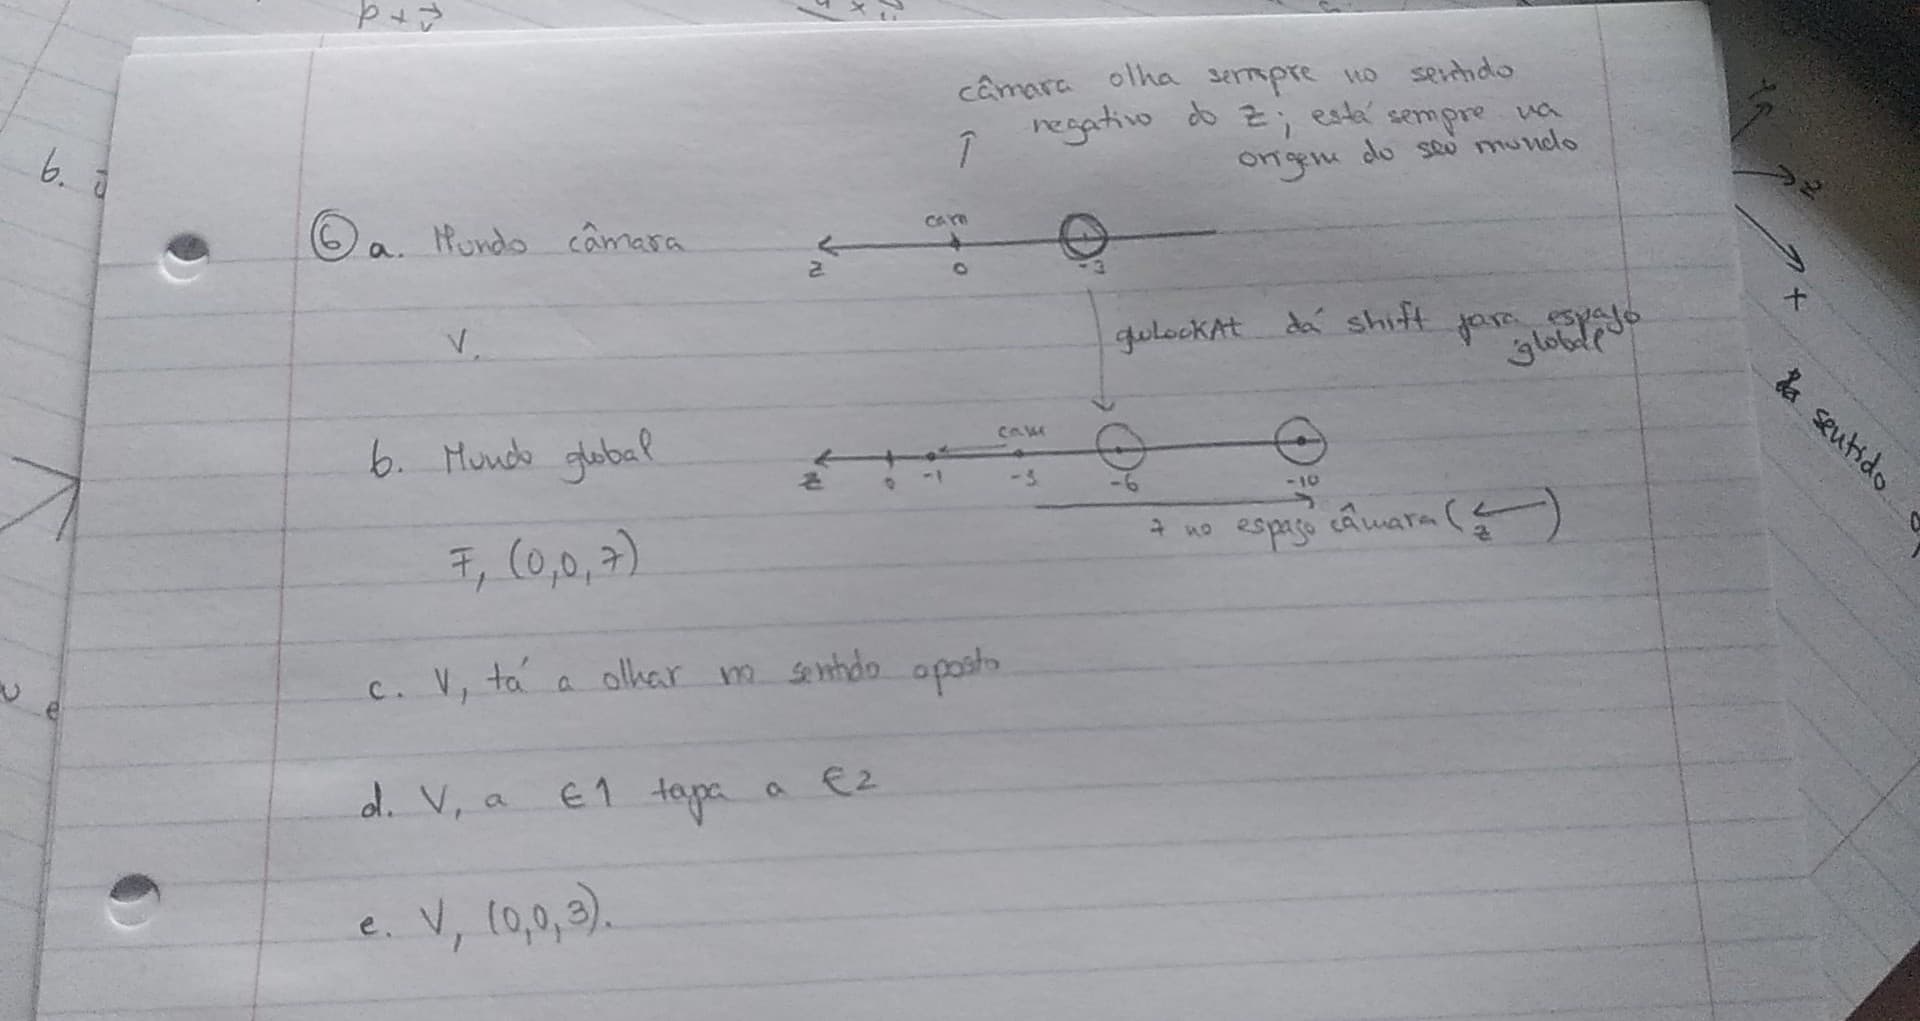 p + v
câmara olha sempre no sentido
negativo do z; está sempre na
origem do seu mundo
6.
z
⑥ a. Mundo câmara
cam
z 0 -3
+
V.
gluLookAt dá shift para espaço
global
sentido
b. Mundo global
cam
z 0 -1 -3 -6 -10
7 no espaço câmara (z)
F, (0,0,7)
c. V, tá a olhar no sentido oposto
e
d. V, a E1 tapa a E2
e. V, (0,0,3).